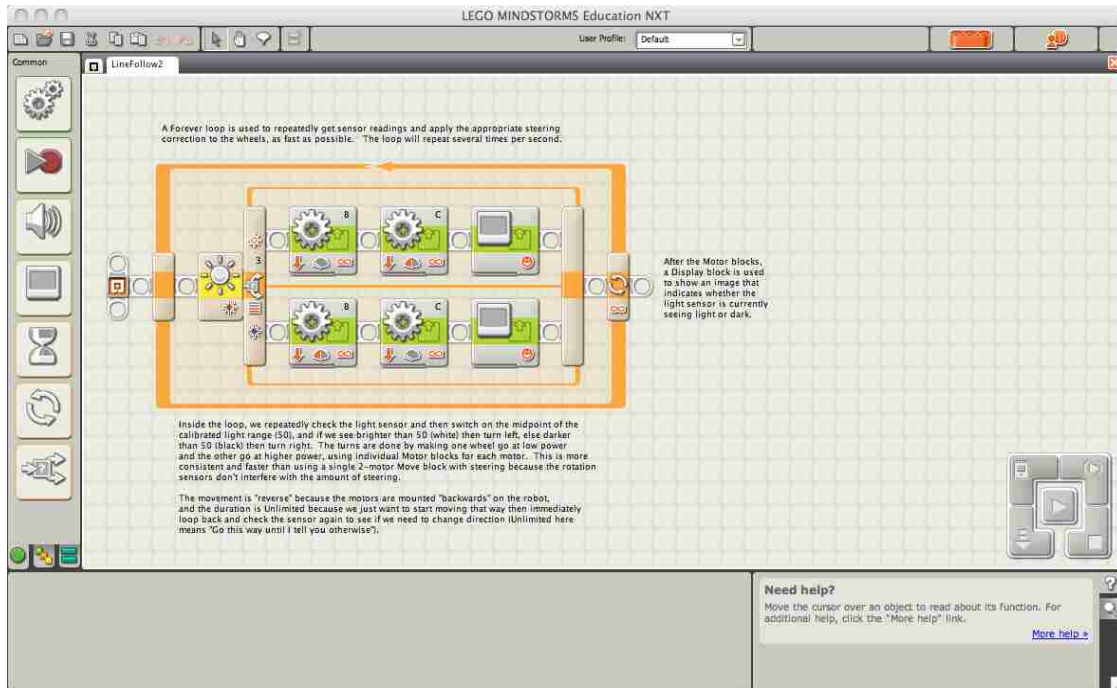 LEGO MINDSTORMS Education NXT
User Profile: Default
Common
LineFollow2
A Forever loop is used to repeatedly get sensor readings and apply the appropriate steering
correction to the wheels, as fast as possible. The loop will repeat several times per second.
B
C
3
B
C
After the Motor blocks,
a Display block is used
to show an image that
indicates whether the
light sensor is currently
seeing light or dark.
Inside the loop, we repeatedly check the light sensor and then switch on the midpoint of the
calibrated light range (50), and if we see brighter than 50 (white) then turn left, else darker
than 50 (black) then turn right. The turns are done by making one wheel go at low power
and the other go at higher power, using individual Motor blocks for each motor. This is more
consistent and faster than using a single 2-motor Move block with steering because the rotation
sensors don't interfere with the amount of steering.
The movement is "reverse" because the motors are mounted "backwards" on the robot,
and the duration is Unlimited because we just want to start moving that way then immediately
loop back and check the sensor again to see if we need to change direction (Unlimited here
means "Go this way until I tell you otherwise").
Need help?
Move the cursor over an object to read about its function. For
additional help, click the "More help" link.
More help »